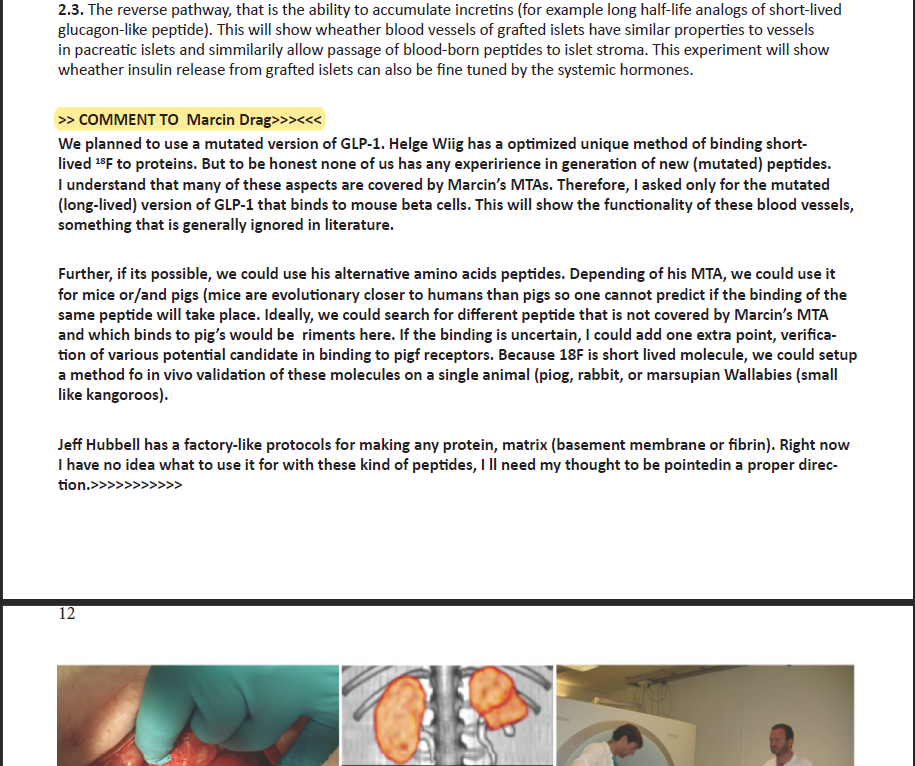 2.3. The reverse pathway, that is the ability to accumulate incretins (for example long half-life analogs of short-lived
glucagon-like peptide). This will show wheather blood vessels of grafted islets have similar properties to vessels
in pacreatic islets and simmilarily allow passage of blood-born peptides to islet stroma. This experiment will show
wheather insulin release from grafted islets can also be fine tuned by the systemic hormones.
>> COMMENT TO Marcin Drag>>><<<
We planned to use a mutated version of GLP-1. Helge Wiig has a optimized unique method of binding short-
lived ¹⁸F to proteins. But to be honest none of us has any experirience in generation of new (mutated) peptides.
I understand that many of these aspects are covered by Marcin's MTAs. Therefore, I asked only for the mutated
(long-lived) version of GLP-1 that binds to mouse beta cells. This will show the functionality of these blood vessels,
something that is generally ignored in literature.
Further, if its possible, we could use his alternative amino acids peptides. Depending of his MTA, we could use it
for mice or/and pigs (mice are evolutionary closer to humans than pigs so one cannot predict if the binding of the
same peptide will take place. Ideally, we could search for different peptide that is not covered by Marcin's MTA
and which binds to pig's would be riments here. If the binding is uncertain, I could add one extra point, verifica-
tion of various potential candidate in binding to pigf receptors. Because 18F is short lived molecule, we could setup
a method fo in vivo validation of these molecules on a single animal (piog, rabbit, or marsupian Wallabies (small
like kangoroos).
Jeff Hubbell has a factory-like protocols for making any protein, matrix (basement membrane or fibrin). Right now
I have no idea what to use it for with these kind of peptides, I ll need my thought to be pointedin a proper direc-
tion.>>>>>>>>>>>
12